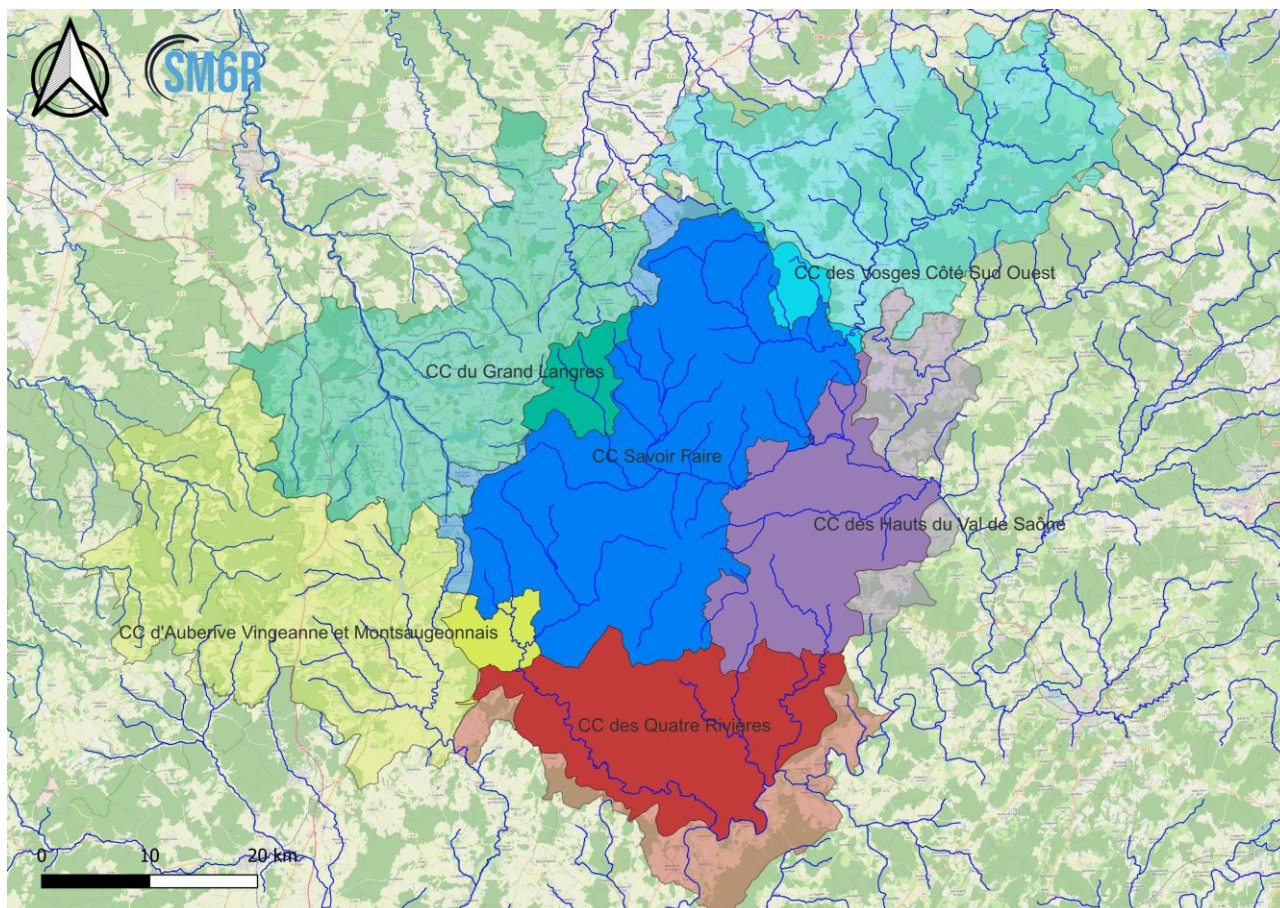 SM6R
CC des Vosges Côté Sud Ouest
CC du Grand Langres
CC Savoir Faire
CC des Hauts du Val de Saône
CC d'Auberive Vingeanne et Montsaugeonnais
CC des Quatre Rivières
0 10 20 km